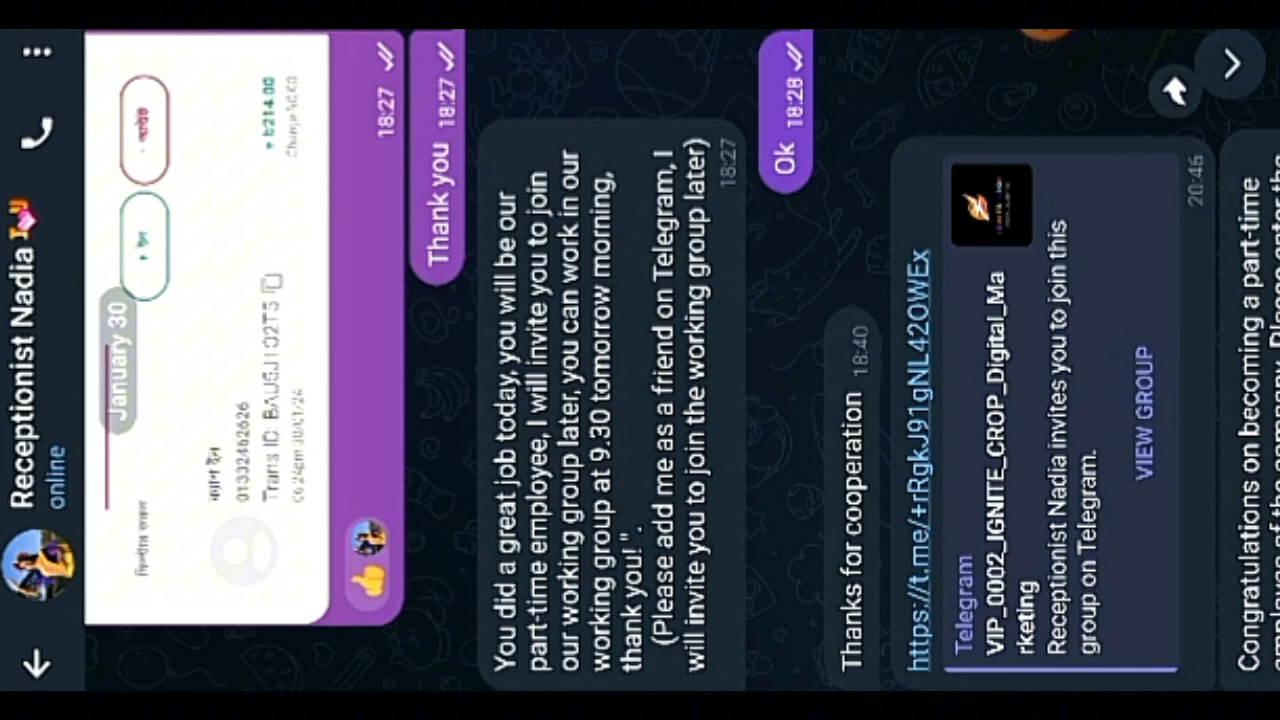 Receptionist Nadia
online
January 30
01332462626
Trans ID:
+ ৳214.00
18:27
Thank you 18:27
You did a great job today, you will be our
part-time employee, I will invite you to join
our working group later, you can work in our
working group at 9.30 tomorrow morning,
thank you! ".
(Please add me as a friend on Telegram, I
will invite you to join the working group later)
18:27
Ok 18:28
Thanks for cooperation 18:40
https://t.me/+rRgkJ91gNL42OWEx
Telegram
VIP_0002_IGNITE_CROP_Digital_Ma
rketing
Receptionist Nadia invites you to join this
group on Telegram.
VIEW GROUP
20:46
Congratulations on becoming a part-time